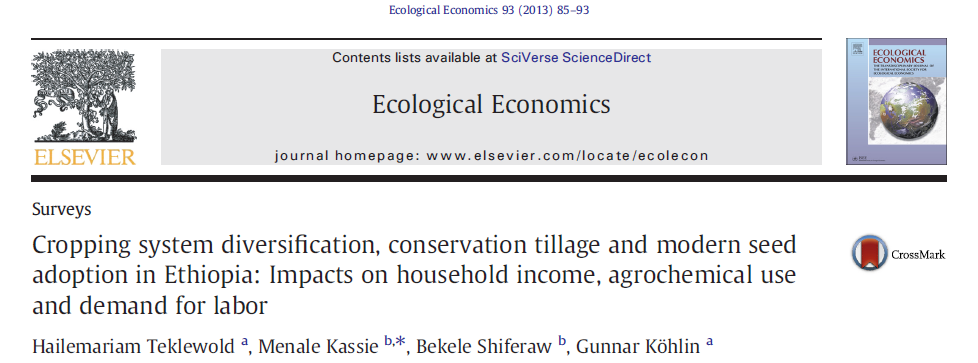 Ecological Economics 93 (2013) 85–93
Contents lists available at SciVerse ScienceDirect
Ecological Economics
journal homepage: www.elsevier.com/locate/ecolecon
ELSEVIER
ECOLOGICAL
ECONOMICS
Surveys
Cropping system diversification, conservation tillage and modern seed
adoption in Ethiopia: Impacts on household income, agrochemical use
and demand for labor
CrossMark
Hailemariam Teklewold a, Menale Kassie b,*, Bekele Shiferaw b, Gunnar Köhlin a